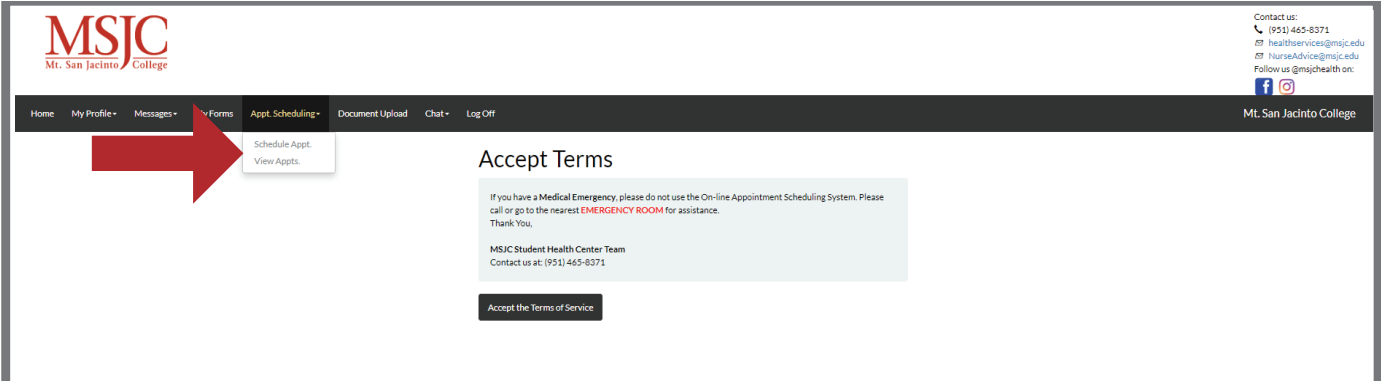 MSJC
Mt. San Jacinto College
Contact us:
(951) 465-8371
healthservices@msjc.edu
NurseAdvice@msjc.edu
Follow us @msjchealth on:
Home My Profile Messages y Forms Appt. Scheduling Document Upload Chat Log Off Mt. San Jacinto College
Schedule Appt.
View Appts.
Accept Terms
If you have a Medical Emergency, please do not use the On-line Appointment Scheduling System. Please
call or go to the nearest EMERGENCY ROOM for assistance.
Thank You,
MSJC Student Health Center Team
Contact us at: (951) 465-8371
Accept the Terms of Service